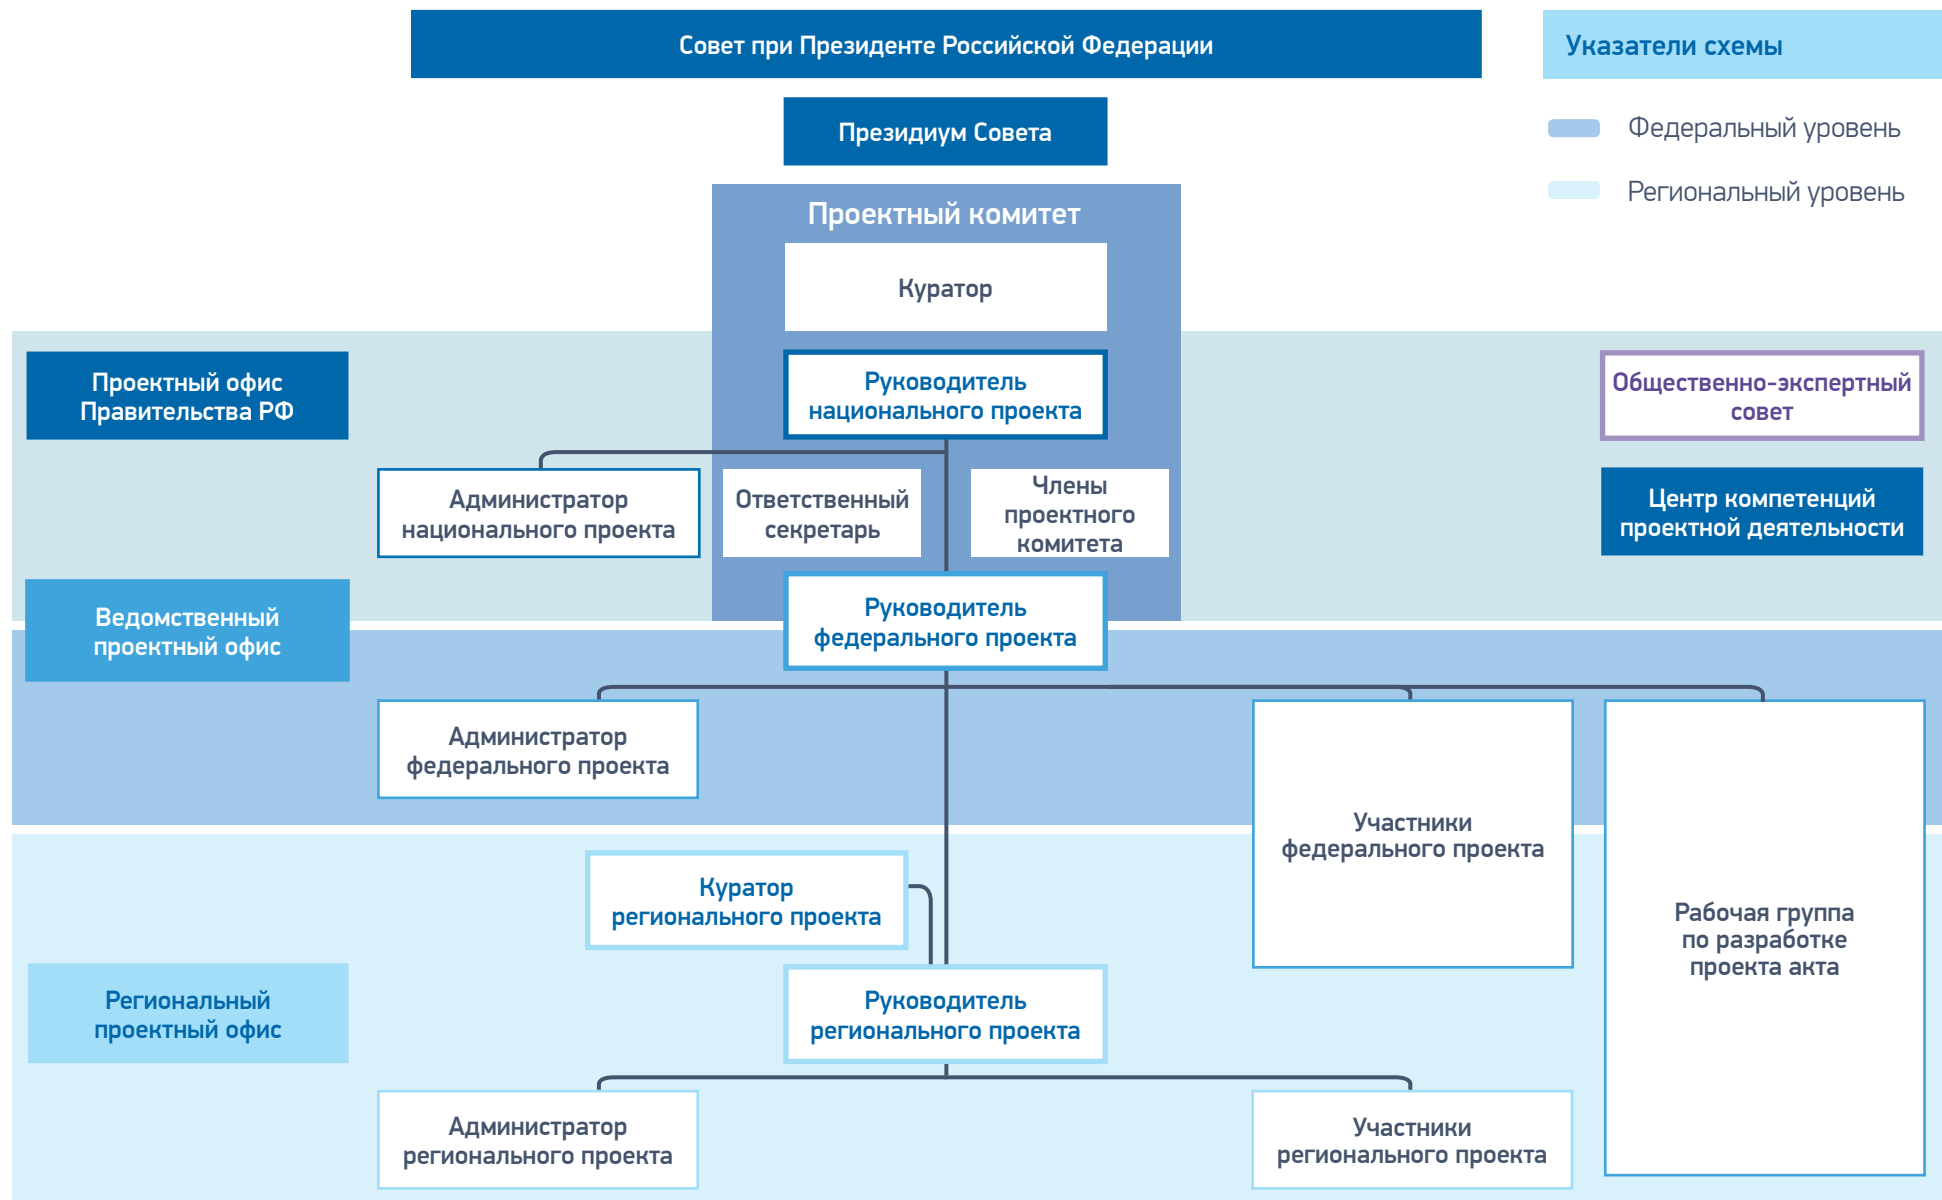 Совет при Президенте Российской Федерации
Указатели схемы
Президиум Совета
Федеральный уровень
Региональный уровень
Проектный комитет
Куратор
Проектный офис
Правительства РФ
Руководитель
национального проекта
Общественно-экспертный
совет
Администратор
национального проекта
Ответственный
секретарь
Члены
проектного
комитета
Центр компетенций
проектной деятельности
Ведомственный
проектный офис
Руководитель
федерального проекта
Администратор
федерального проекта
Участники
федерального проекта
Рабочая группа
по разработке
проекта акта
Куратор
регионального проекта
Региональный
проектный офис
Руководитель
регионального проекта
Администратор
регионального проекта
Участники
регионального проекта